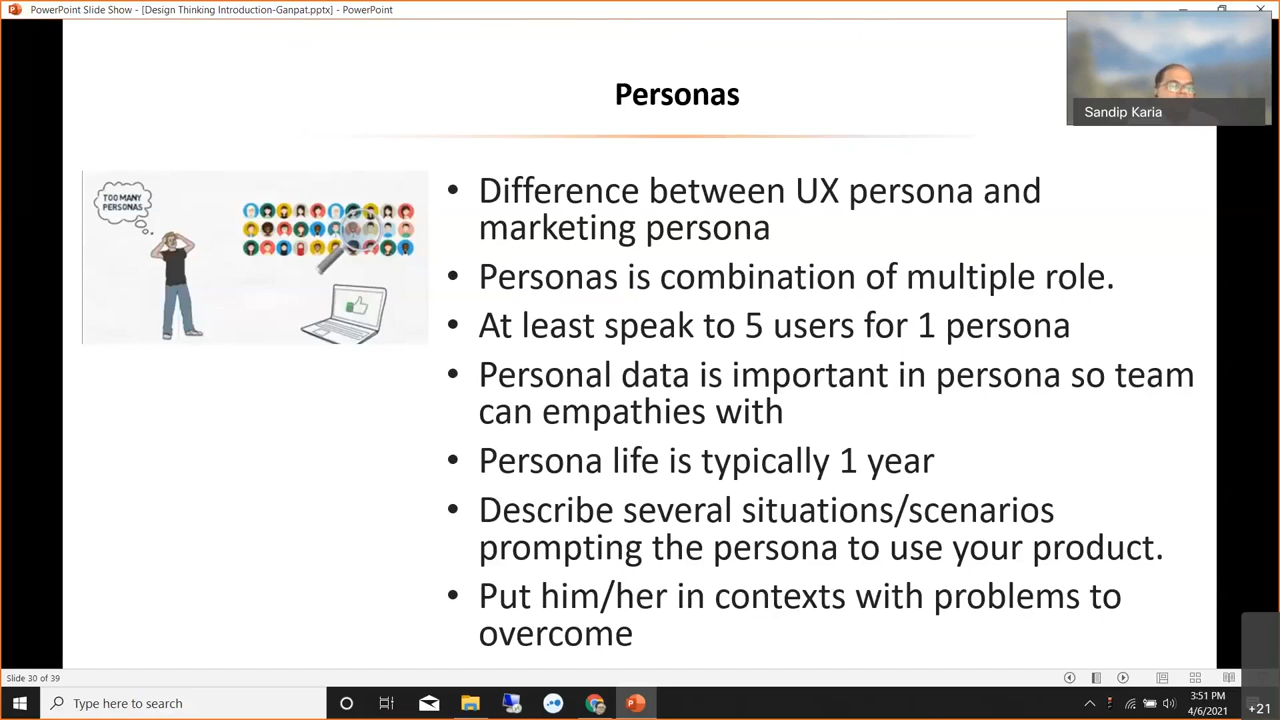 PowerPoint Slide Show - [Design Thinking Introduction-Ganpat.pptx] - PowerPoint
Sandip Karia
Personas
TOO MANY
PERSONAS
• Difference between UX persona and
marketing persona
• Personas is combination of multiple role.
• At least speak to 5 users for 1 persona
• Personal data is important in persona so team
can empathies with
• Persona life is typically 1 year
• Describe several situations/scenarios
prompting the persona to use your product.
• Put him/her in contexts with problems to
overcome
Slide 30 of 39
Type here to search
3:51 PM
4/6/2021
+21